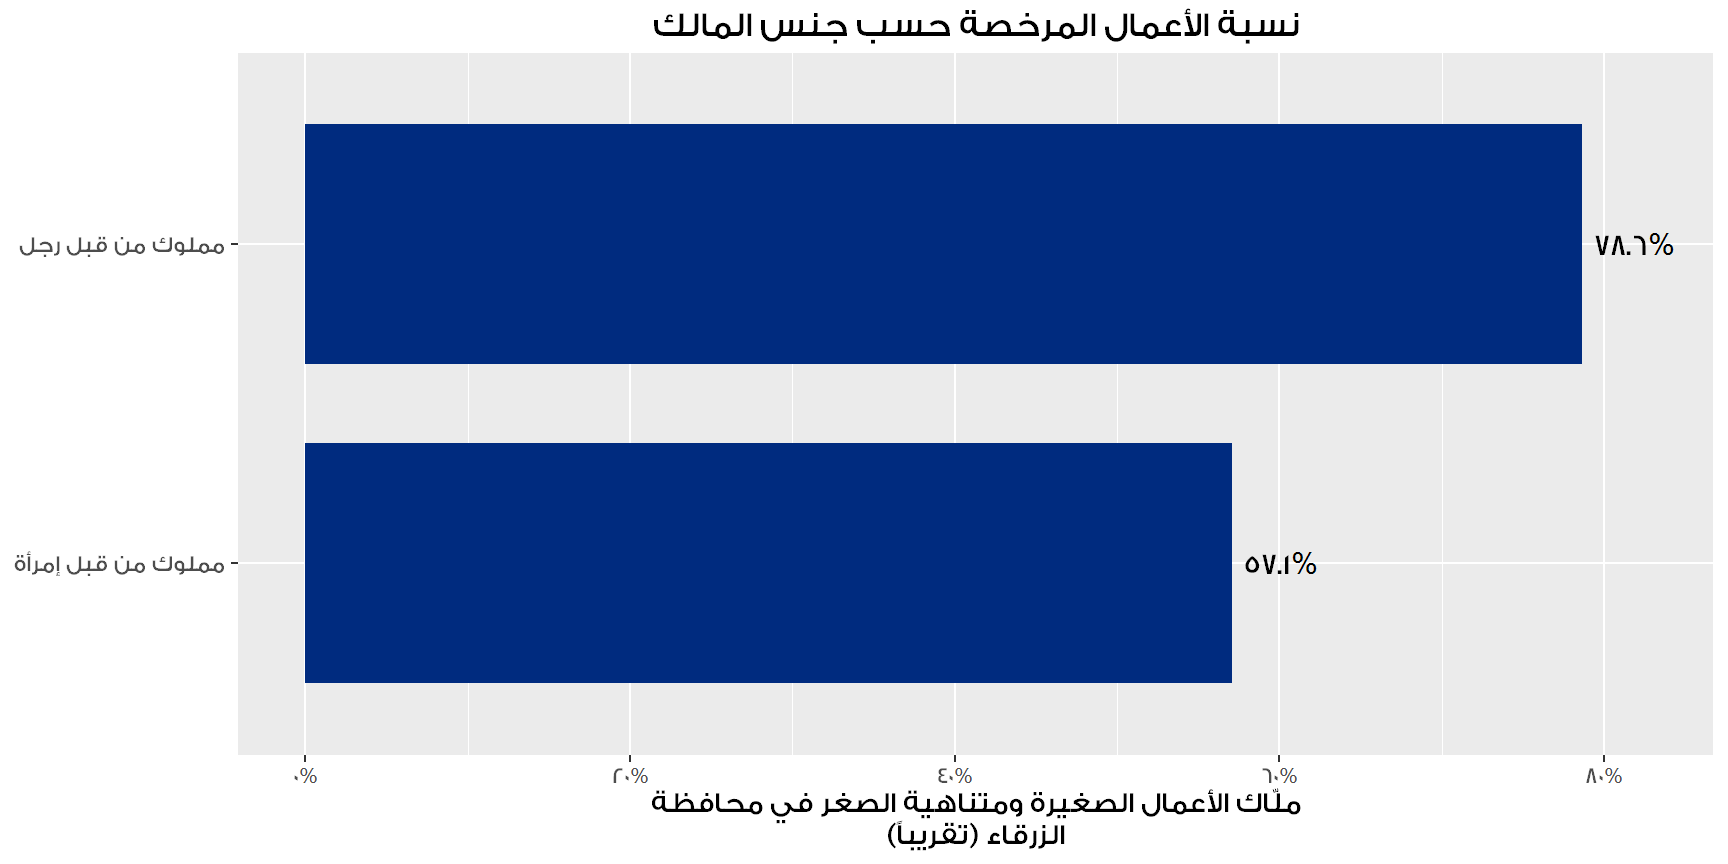 نسبة الأعمال المرخصة حسب جنس المالك
مملوك من قبل رجل
٧٨.٦%
مملوك من قبل إمرأة
٥٧.١%
٠%
٢٠%
٤٠%
٦٠%
٨٠%
ملّاك الأعمال الصغيرة ومتناهية الصغر في محافظة
الزرقاء (تقريباً)